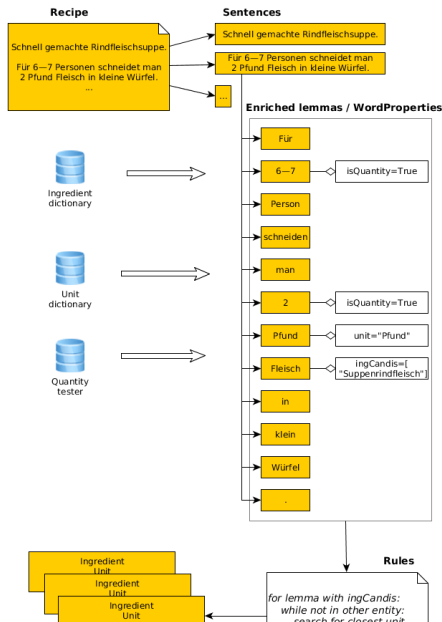 Recipe
Schnell gemachte Rindfleischsuppe.
Für 6—7 Personen schneidet man
2 Pfund Fleisch in kleine Würfel.
...
Sentences
Schnell gemachte Rindfleischsuppe.
Für 6—7 Personen schneidet man
2 Pfund Fleisch in kleine Würfel.
...
Enriched lemmas / WordProperties
Für
6—7
isQuantity=True
Person
schneiden
man
2
isQuantity=True
Pfund
unit="Pfund"
Fleisch
ingCandis=[
"Suppenrindfleisch"]
in
klein
Würfel
.
Ingredient
dictionary
Unit
dictionary
Quantity
tester
Rules
for lemma with ingCandis:
while not in other entity:
search for closest unit
Ingredient
Unit
Ingredient
Unit
Ingredient
Unit